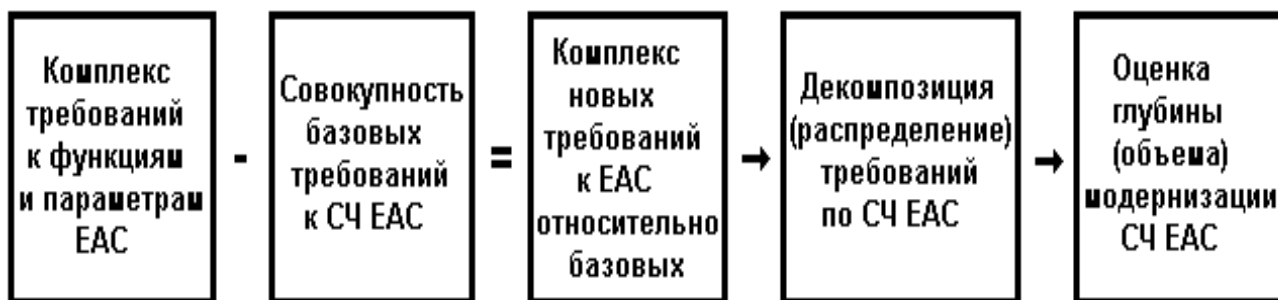 Комплекс
требований
к функциям
и параметрам
ЕАС
-
Совокупность
базовых
требований
к СЧ ЕАС
=
Комплекс
новых
требований
к ЕАС
относительно
базовых
→
Декомпозиция
(распределение)
требований
по СЧ ЕАС
→
Оценка
глубины
(объема)
модернизации
СЧ ЕАС